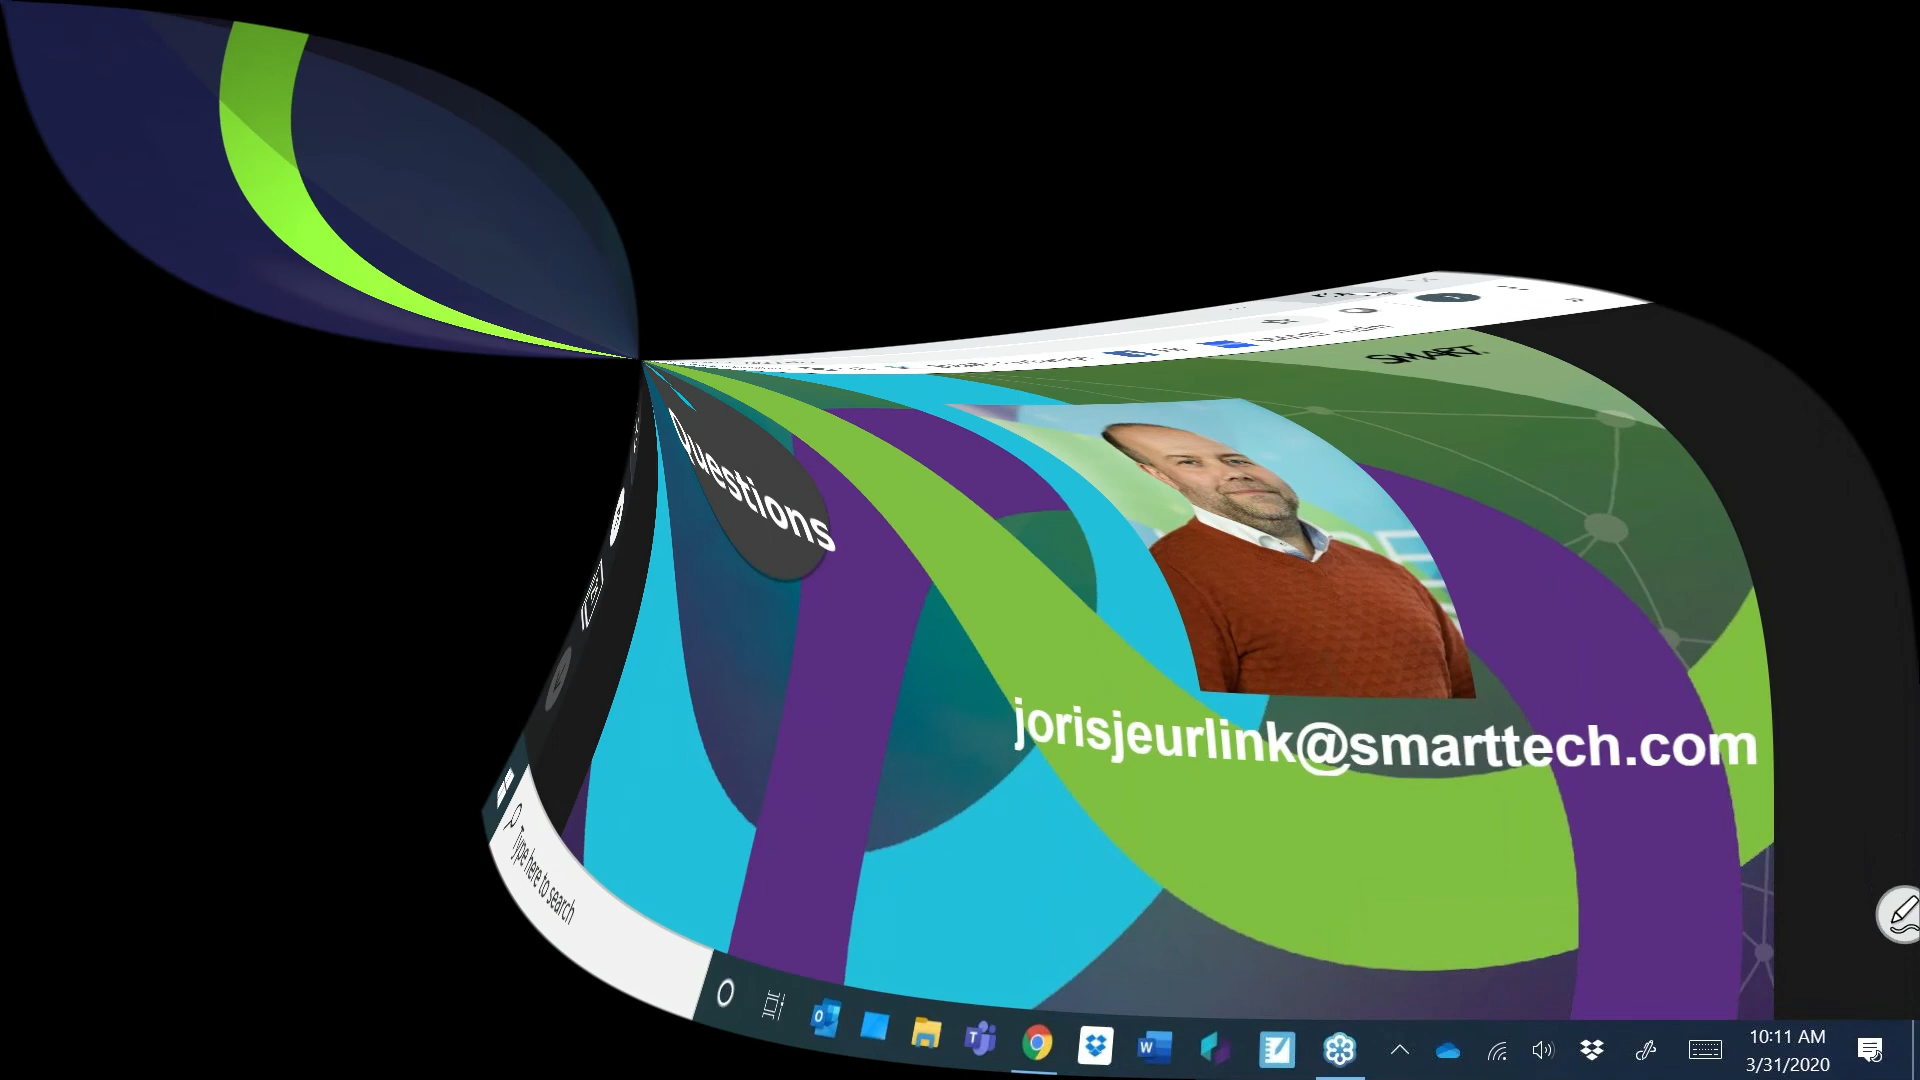 SMART
Questions
jorisjeurlink@smarttech.com
Type here to search
10:11 AM
3/31/2020